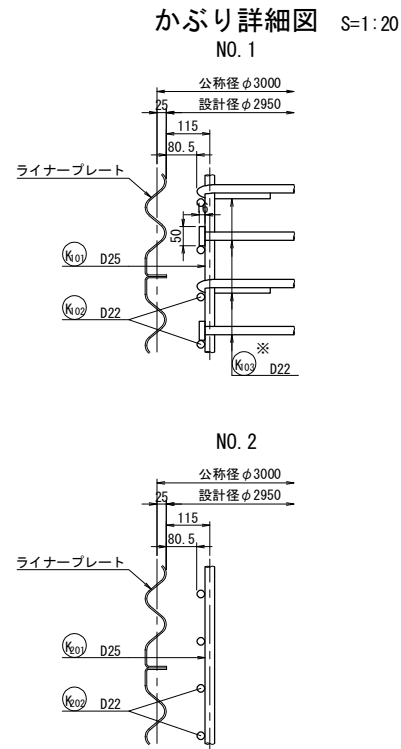 かぶり詳細図 S=1:20
NO.1
公称径φ3000
25 設計径φ2950
115
80.5
ライナープレート
16
50
K101 D25
K102 D22
※
K103 D22
NO.2
公称径φ3000
25 設計径φ2950
115
80.5
ライナープレート
K201 D25
K202 D22